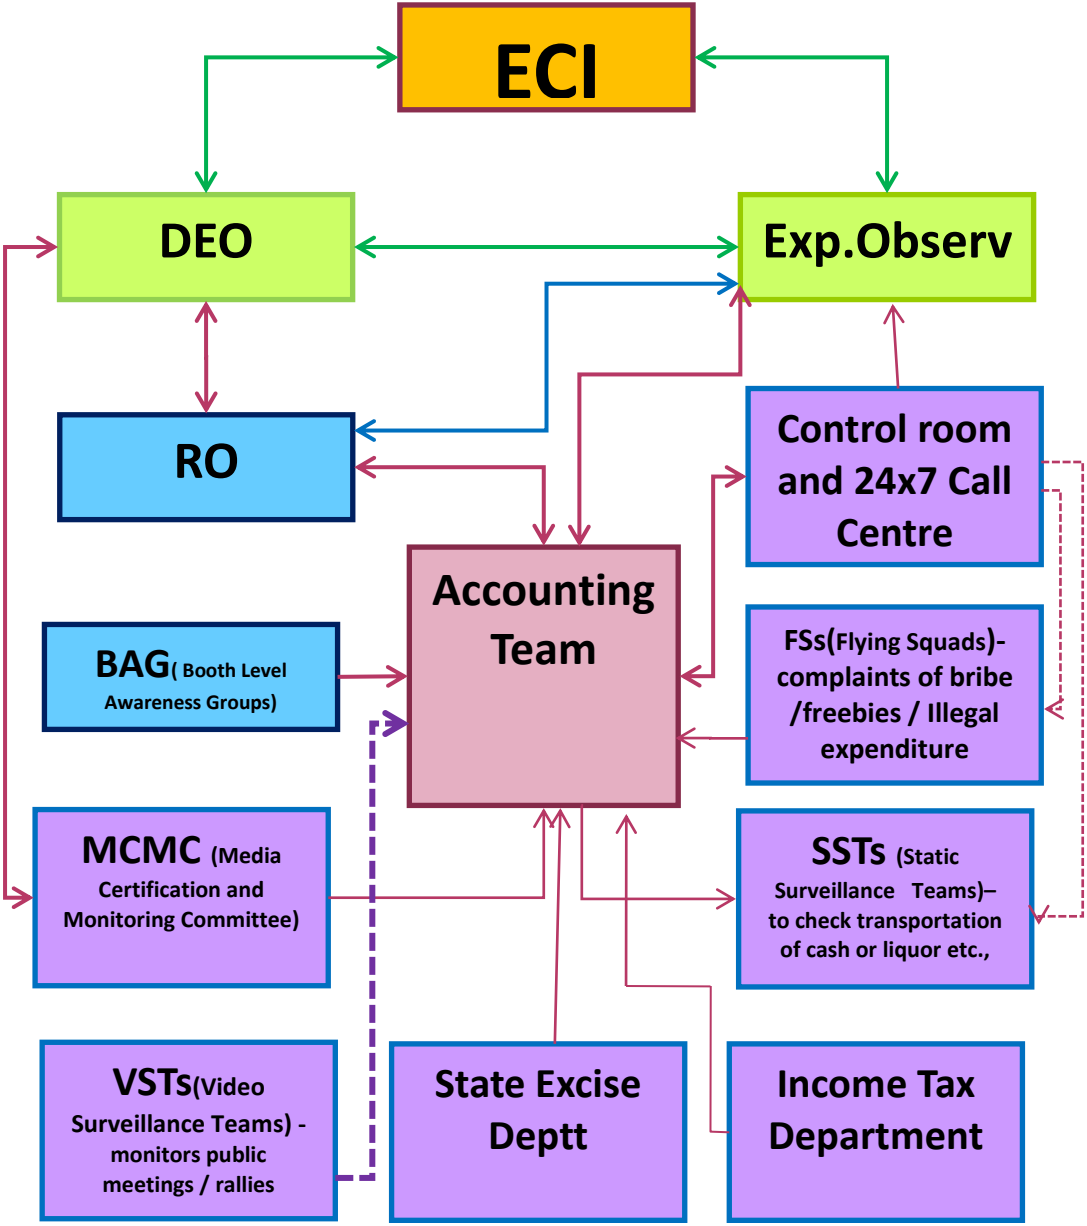 ECI
DEO
Exp.Observ
RO
Control room
and 24x7 Call
Centre
Accounting
Team
BAG( Booth Level
Awareness Groups)
FSs(Flying Squads)-
complaints of bribe
/freebies / Illegal
expenditure
MCMC (Media
Certification and
Monitoring Committee)
SSTs (Static
Surveillance Teams)–
to check transportation
of cash or liquor etc.,
VSTs(Video
Surveillance Teams) -
monitors public
meetings / rallies
State Excise
Deptt
Income Tax
Department